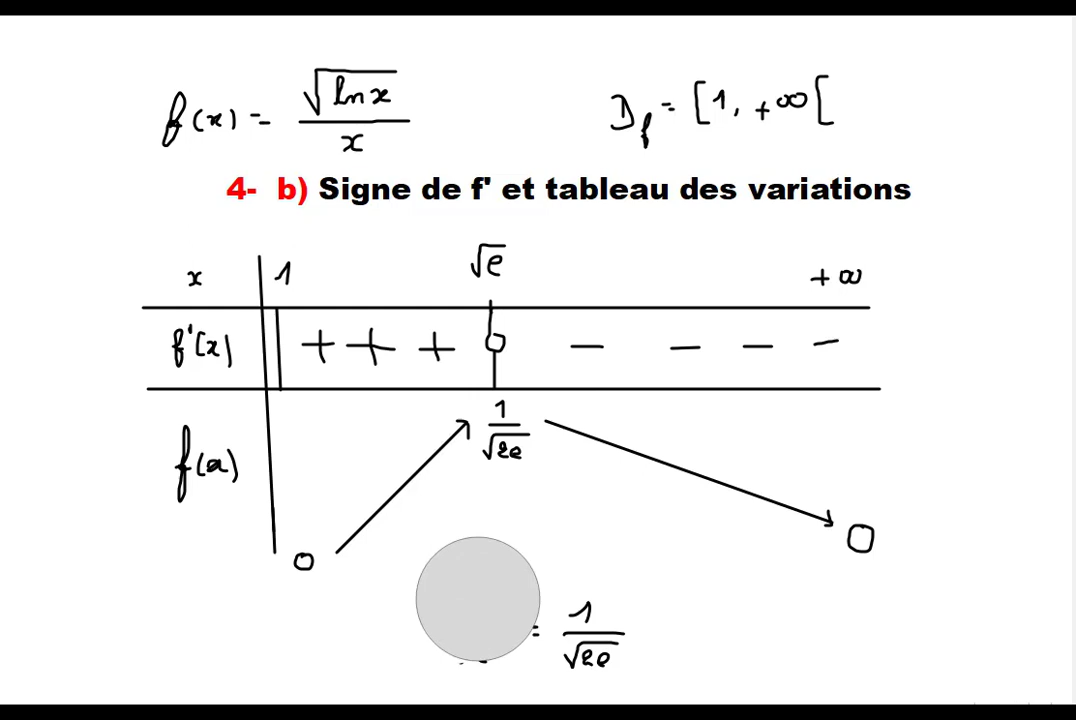 f(x) = √(ln x) / x    D_f = [1, +∞[
4- b) Signe de f' et tableau des variations
x 1 √e +∞
f'(x) + + + 0 − − − −
f(x) 0 1/√2e 0
= 1/√2e